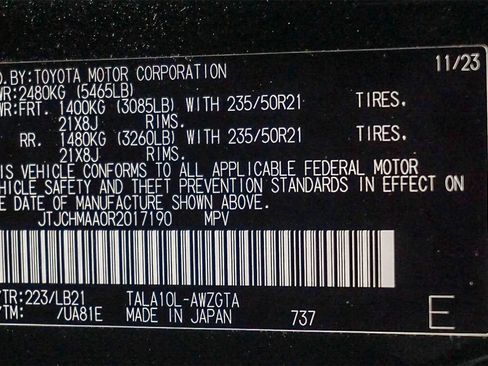 D.BY:TOYOTA MOTOR CORPORATION 11/23
WR:2480KG (5465LB)
WR:FRT. 1400KG (3085LB) WITH 235/50R21 TIRES.
21X8J RIMS.
RR. 1480KG (3260LB) WITH 235/50R21 TIRES.
21X8J RIMS.
IS VEHICLE CONFORMS TO ALL APPLICABLE FEDERAL MOTOR
EHICLE SAFETY AND THEFT PREVENTION STANDARDS IN EFFECT ON
E DATE OF MANUFACTURE SHOWN ABOVE.
JTJCHMAA0R2017190 MPV
/TR:223/LB21 TALA10L-AWZGTA
/TM: /UA81E MADE IN JAPAN 737 E